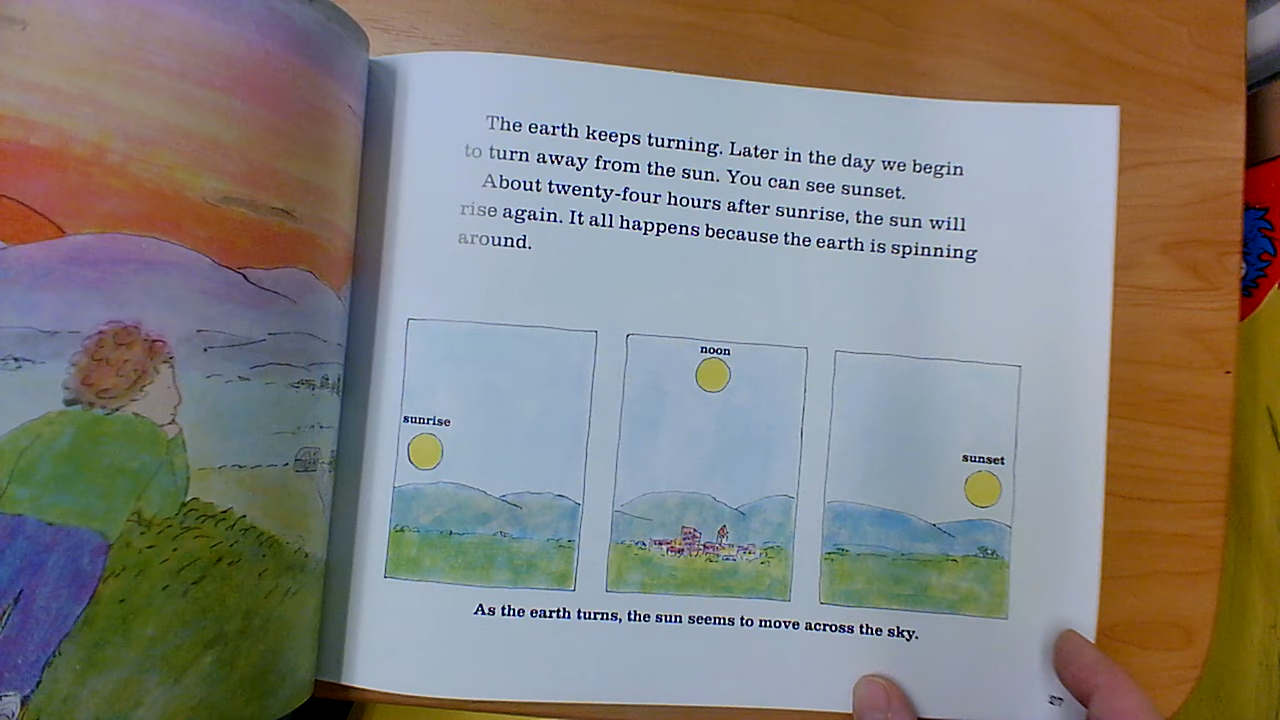 The earth keeps turning. Later in the day we begin
to turn away from the sun. You can see sunset.
About twenty-four hours after sunrise, the sun will
rise again. It all happens because the earth is spinning
around.
sunrise
noon
sunset
As the earth turns, the sun seems to move across the sky.